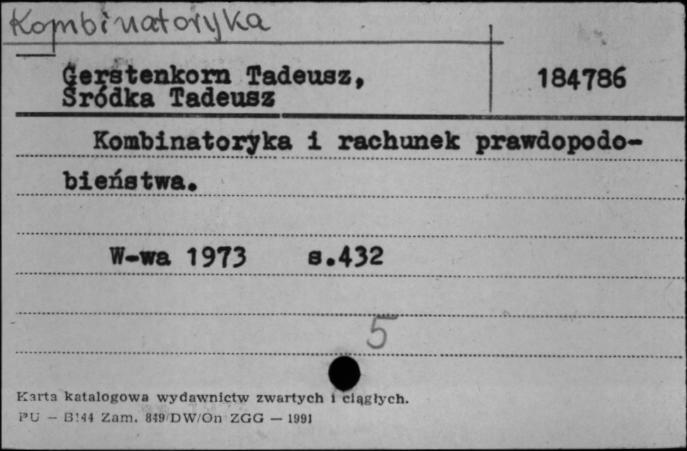 Kombinatoryka
Gerstenkorn Tadeusz,
Śródka Tadeusz
184786
Kombinatoryka i rachunek prawdopodo-
bieństwa.
W-wa 1973 s.432
5
Karta katalogowa wydawnictw zwartych i ciągłych.
PU – B144 Zam. 849/DW/On ZGG — 1991